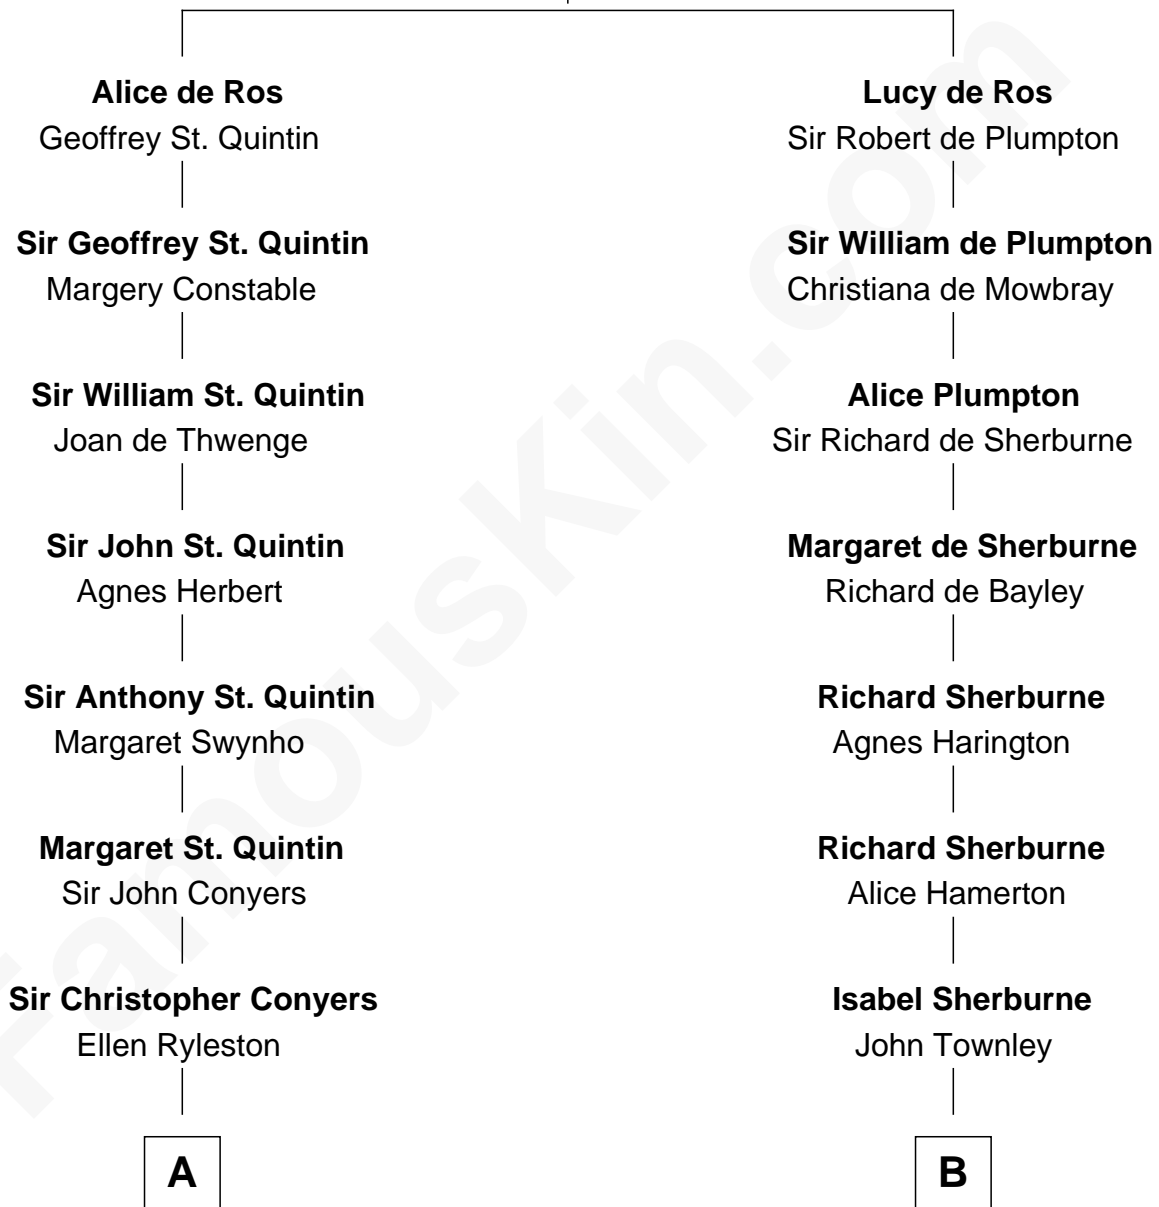 Alice de Ros
Geoffrey St. Quintin
Lucy de Ros
Sir Robert de Plumpton
Sir Geoffrey St. Quintin
Margery Constable
Sir William de Plumpton
Christiana de Mowbray
Sir William St. Quintin
Joan de Thwenge
Alice Plumpton
Sir Richard de Sherburne
Sir John St. Quintin
Agnes Herbert
Margaret de Sherburne
Richard de Bayley
Sir Anthony St. Quintin
Margaret Swynho
Richard Sherburne
Agnes Harington
Margaret St. Quintin
Sir John Conyers
Richard Sherburne
Alice Hamerton
Sir Christopher Conyers
Ellen Ryleston
Isabel Sherburne
John Townley
A
B
FamousKin.com